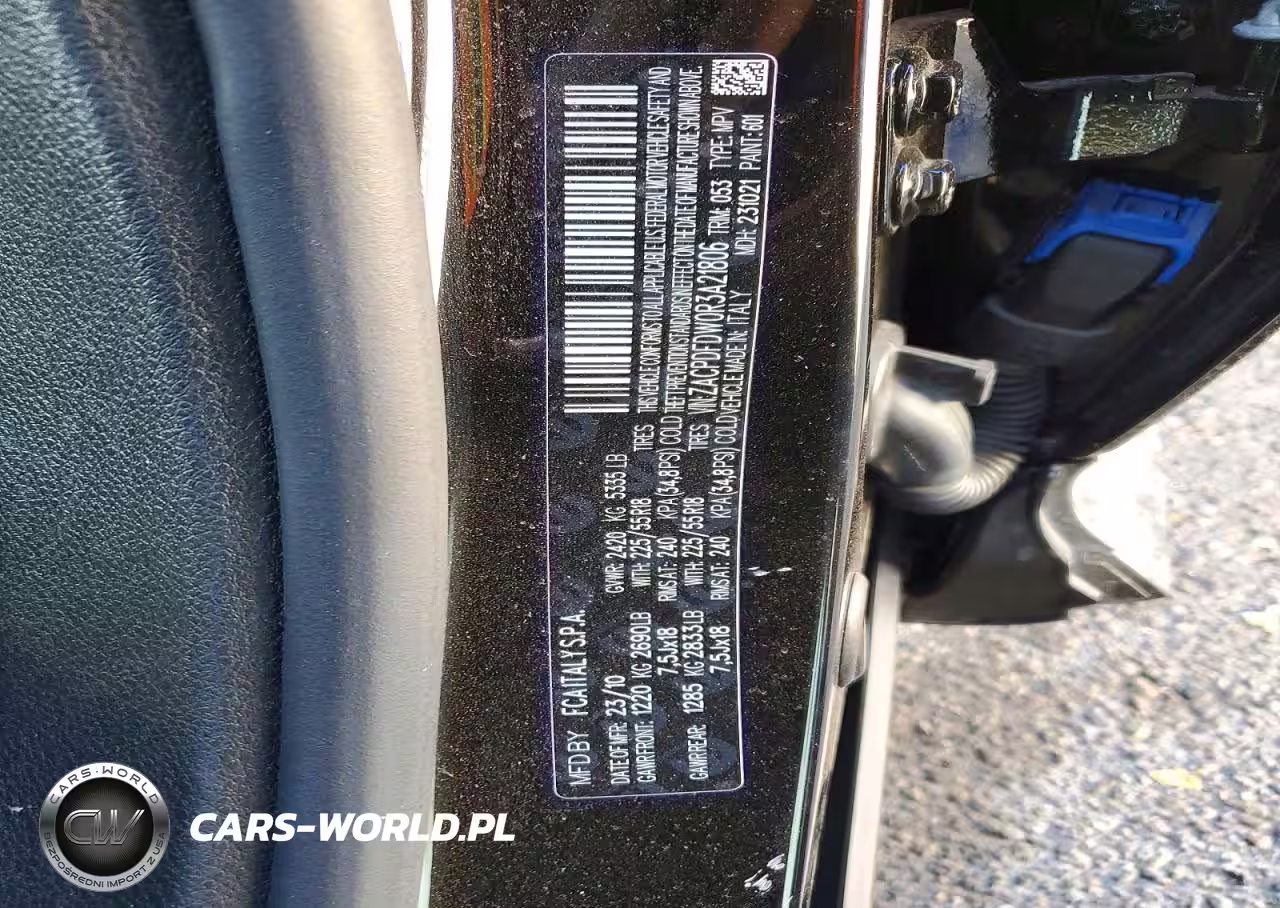 MFD BY FCA ITALY S.P.A.
DATE OF MFR: 23/10 GVWR: 2420 KG 5335 LB
GAWR FRONT: 1220 KG 2690 LB WITH: 225/55R18 TIRES
7,5Jx18 RIMS AT: 240 KPA(34,8PSI) COLD
GAWR REAR: 1285 KG 2833 LB WITH: 225/55R18 TIRES
7,5Jx18 RIMS AT: 240 KPA(34,8PSI) COLD
THIS VEHICLE CONFORMS TO ALL APPLICABLE US FEDERAL MOTOR VEHICLE SAFETY AND
THEFT PREVENTION STANDARDS IN EFFECT ON THE DATE OF MANUFACTURE SHOWN ABOVE.
VIN: ZACPDFDW0R3A21806 TRIM: 053 TYPE: MPV
VEHICLE MADE IN: ITALY MDH: 231021 PAINT: 601
CARS-WORLD
CW
BEZPOŚREDNI IMPORT Z USA
CARS-WORLD.PL